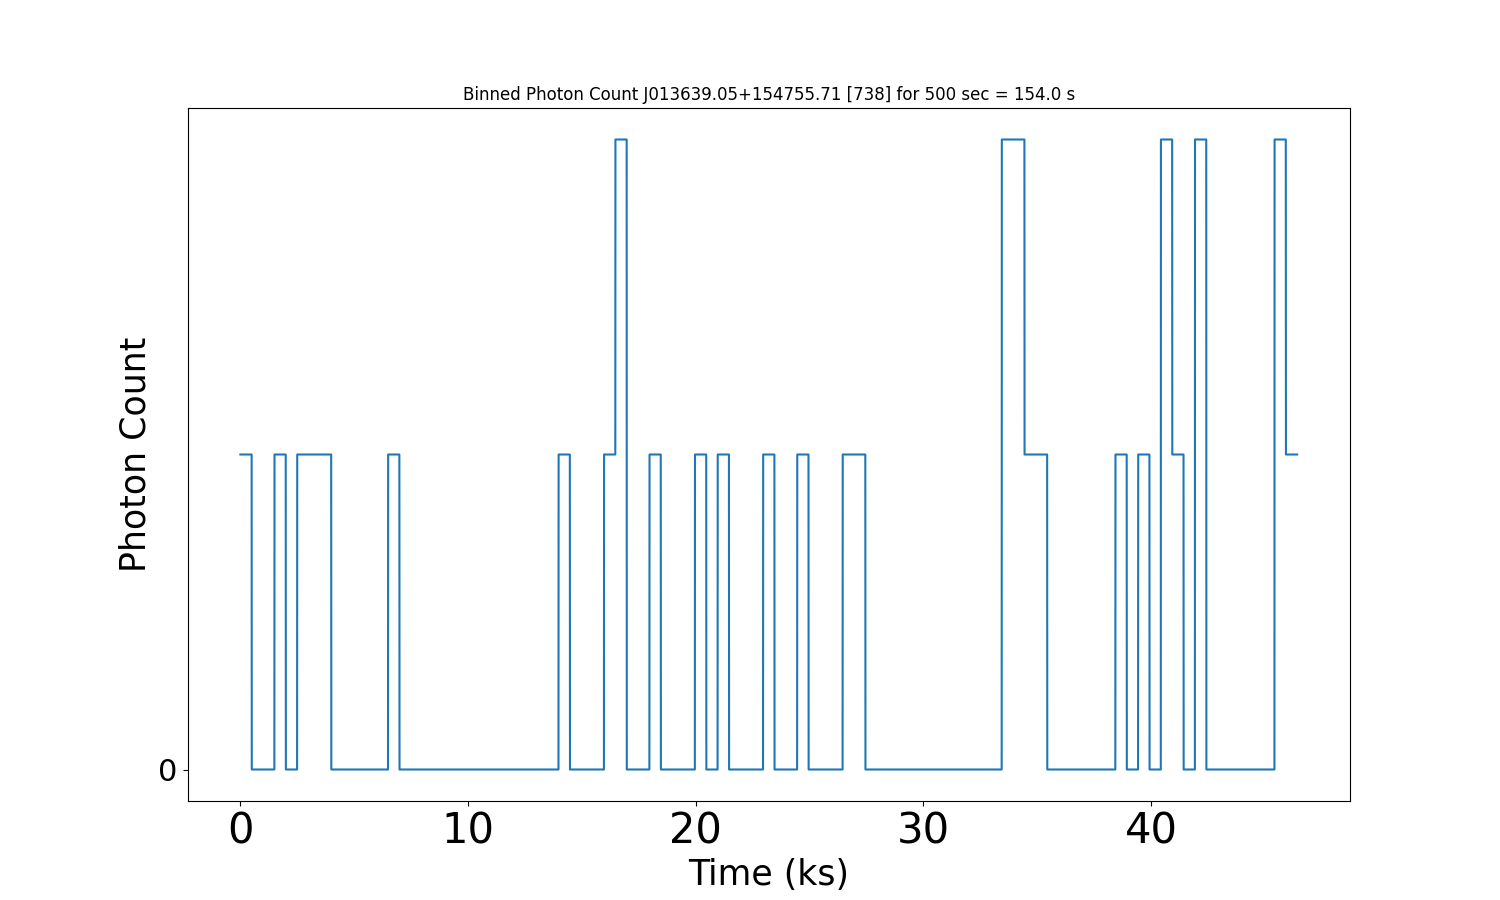 Binned Photon Count J013639.05+154755.71 [738] for 500 sec = 154.0 s
Photon Count
0
0 10 20 30 40
Time (ks)